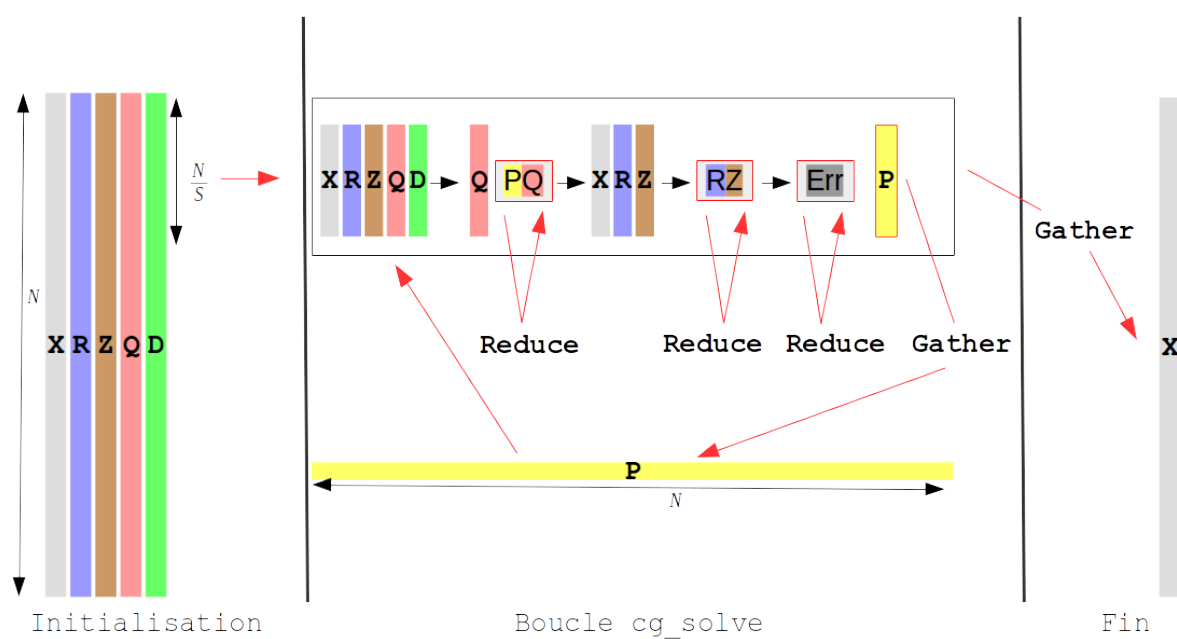 X R Z Q D Q PQ X R Z RZ Err P
N
S
Gather
N
X R Z Q D
Reduce Reduce Reduce Gather
X
P
N
Initialisation Boucle cg_solve Fin